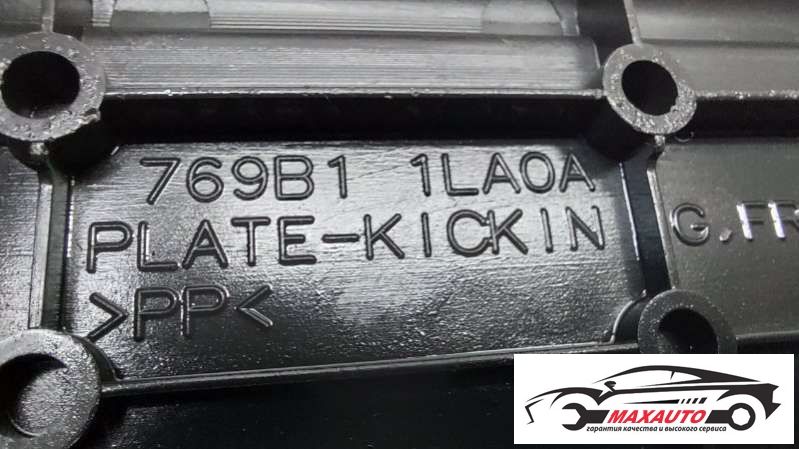 769B1 1LA0A
PLATE-KICKIN
G.FR
>PP<
MAXAUTO
гарантия качества и высокого сервиса